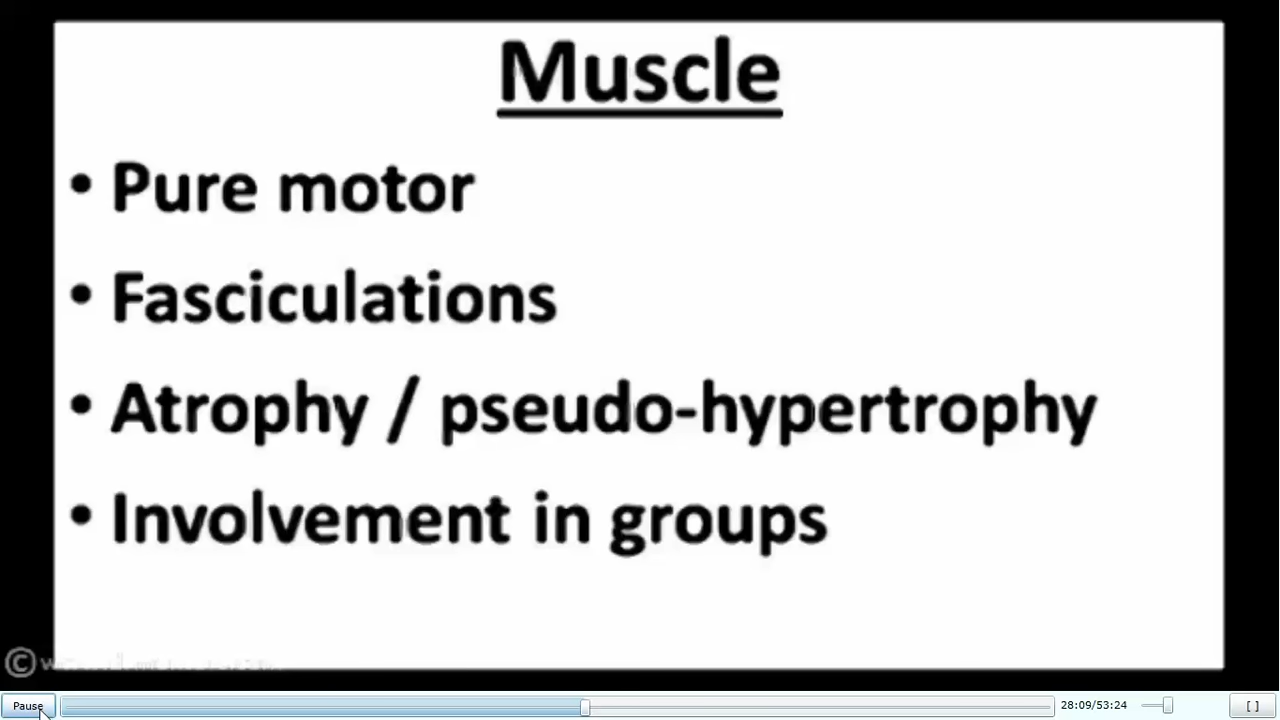 Muscle
• Pure motor
• Fasciculations
• Atrophy / pseudo-hypertrophy
• Involvement in groups
©
Pause
28:09/53:24
[ ]